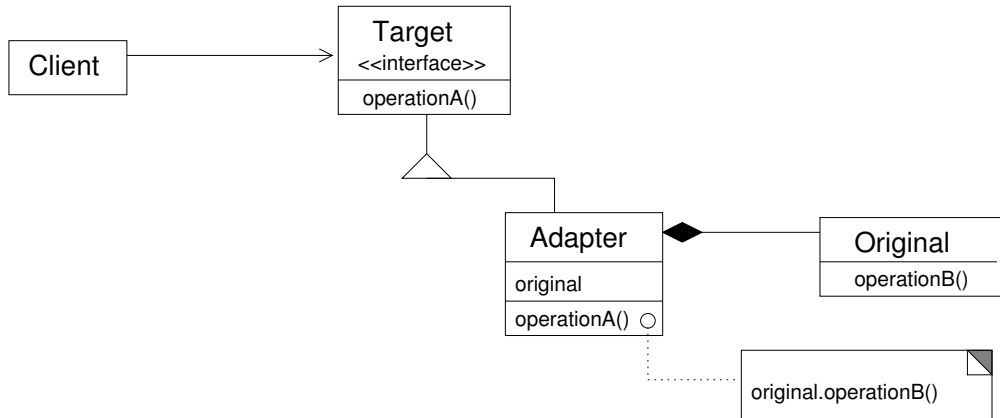 Client
Target
<<interface>>
operationA()
Adapter
original
operationA()
Original
operationB()
original.operationB()